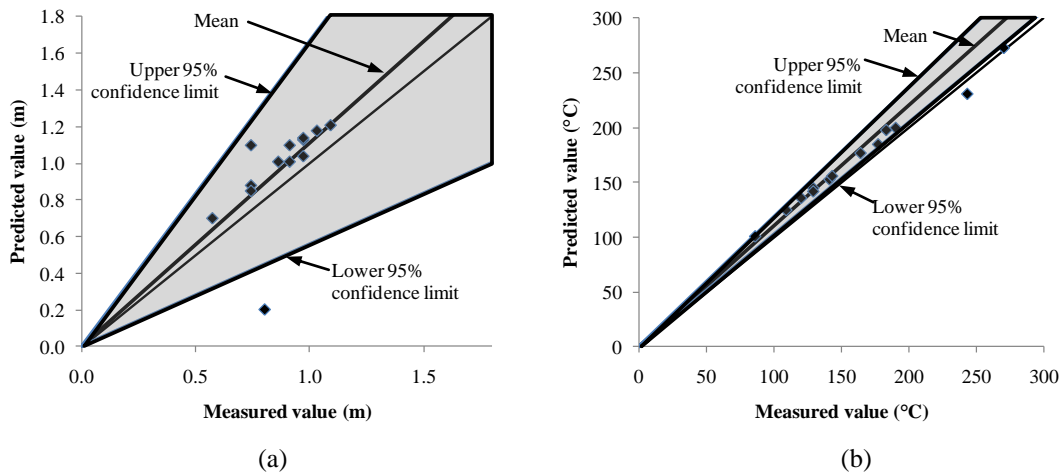 1.8
1.6
1.4
1.2
1.0
0.8
0.6
0.4
0.2
0.0
Predicted value (m)
0.0
0.5
1.0
1.5
Measured value (m)
Mean
Upper 95%
confidence limit
Lower 95%
confidence limit
(a)
300
250
200
150
100
50
0
Predicted value (°C)
0
50
100
150
200
250
300
Measured value (°C)
Mean
Upper 95%
confidence limit
Lower 95%
confidence limit
(b)